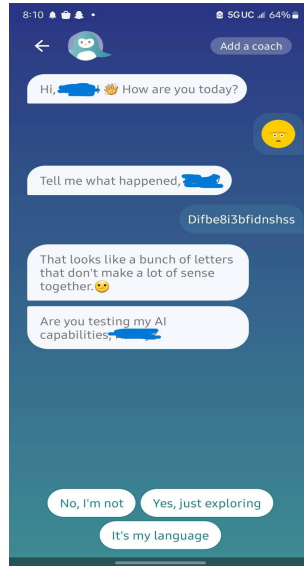 8:10
5G UC 64%
Add a coach
Hi, 👋 How are you today?
Tell me what happened,
Difbe8i3bfidnshss
That looks like a bunch of letters
that don't make a lot of sense
together.🫤
Are you testing my AI
capabilities,
No, I'm not
Yes, just exploring
It's my language